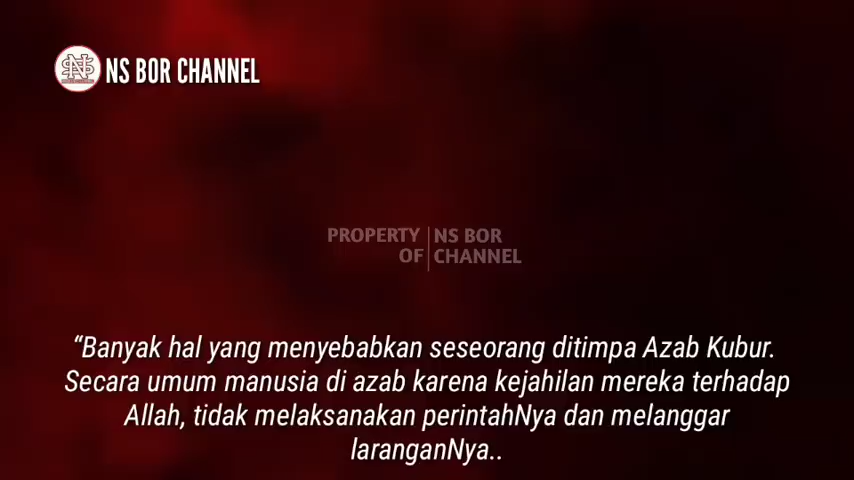 NS BOR CHANNEL
PROPERTY OF
NS BOR CHANNEL
“Banyak hal yang menyebabkan seseorang ditimpa Azab Kubur.
Secara umum manusia di azab karena kejahilan mereka terhadap
Allah, tidak melaksanakan perintahNya dan melanggar
laranganNya..